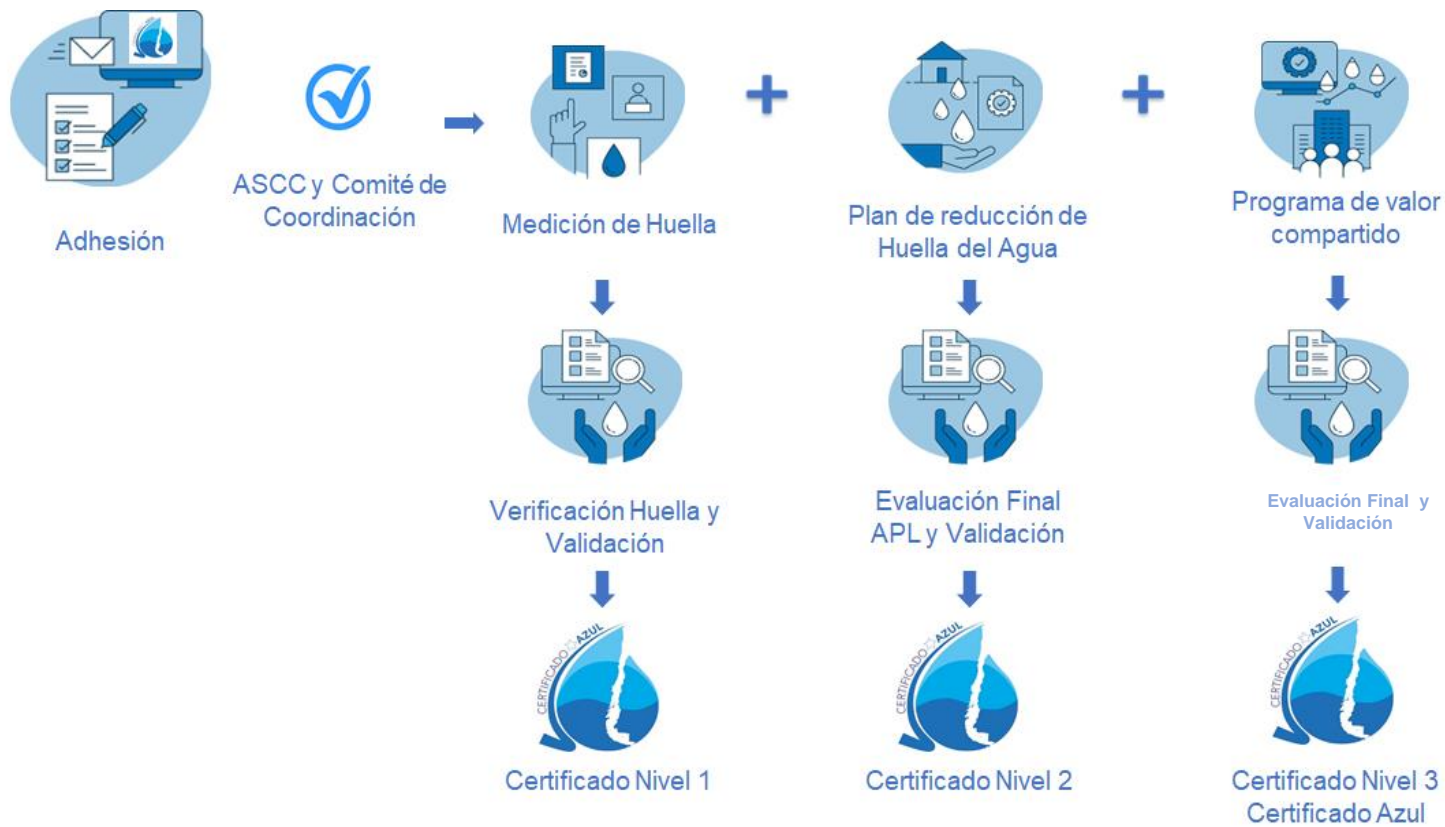 Adhesión
ASCC y Comité de
Coordinación
Medición de Huella
Plan de reducción de
Huella del Agua
Programa de valor
compartido
Verificación Huella y
Validación
Evaluación Final
APL y Validación
Evaluación Final y
Validación
CERTIFICADO AZUL
Certificado Nivel 1
CERTIFICADO AZUL
Certificado Nivel 2
CERTIFICADO AZUL
Certificado Nivel 3
Certificado Azul